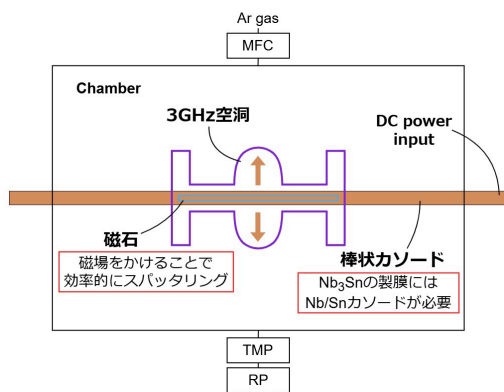 Ar gas
MFC
Chamber
3GHz空洞
DC power
input
磁石
磁場をかけることで
効率的にスパッタリング
棒状カソード
Nb₃Snの製膜には
Nb/Snカソードが必要
TMP
RP